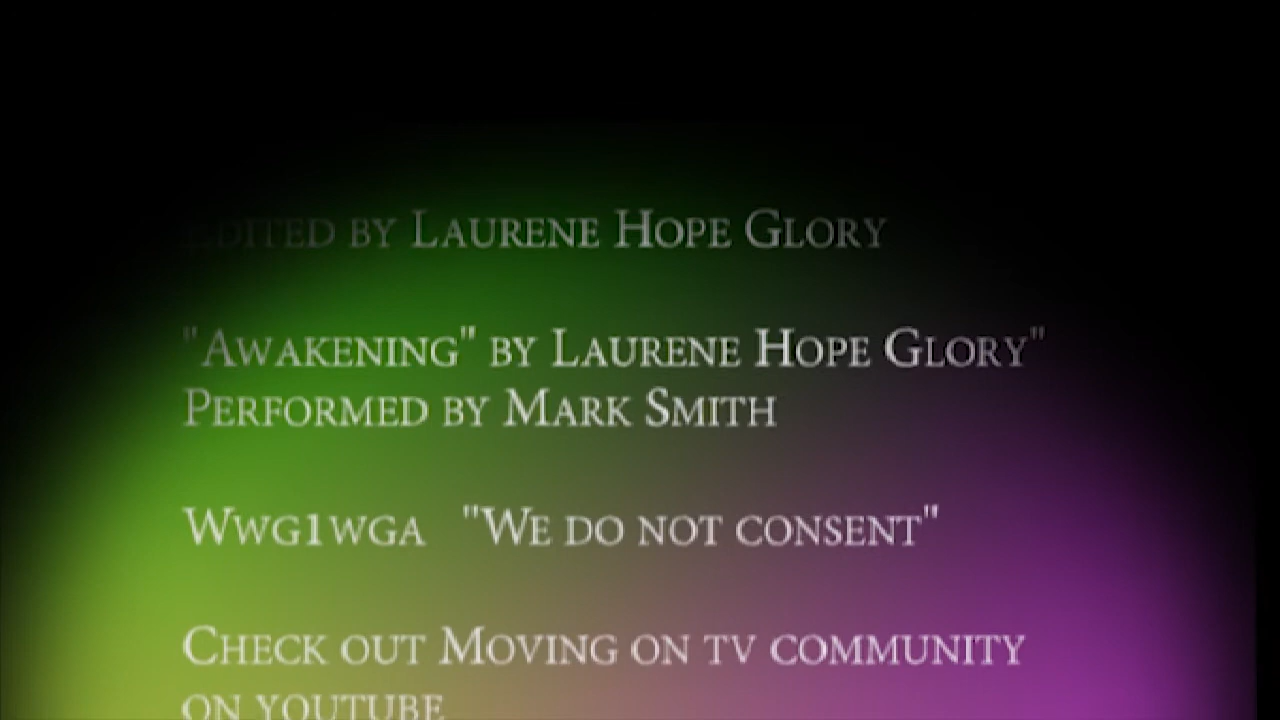 Edited by Laurene Hope Glory
"Awakening" by Laurene Hope Glory"
Performed by Mark Smith
Wwg1wga "We do not consent"
Check out Moving on tv community
on youtube